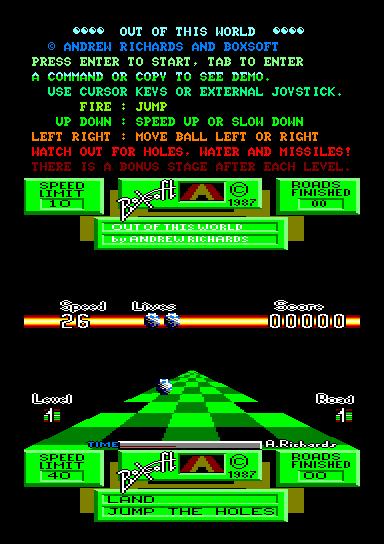 OUT OF THIS WORLD
© ANDREW RICHARDS AND BOXSOFT
PRESS ENTER TO START, TAB TO ENTER
A COMMAND OR COPY TO SEE DEMO.
USE CURSOR KEYS OR EXTERNAL JOYSTICK.
FIRE : JUMP
UP DOWN : SPEED UP OR SLOW DOWN
LEFT RIGHT : MOVE BALL LEFT OR RIGHT
WATCH OUT FOR HOLES, WATER AND MISSILES!
THERE IS A BONUS STAGE AFTER EACH LEVEL.
SPEED LIMIT
10
Boxsoft
© 1987
ROADS FINISHED
00
OUT OF THIS WORLD
by ANDREW RICHARDS
Speed Lives Score
26 00000
Level Road
1 1
TIME A.Richards
SPEED LIMIT
40
Boxsoft
© 1987
ROADS FINISHED
00
LAND
JUMP THE HOLES